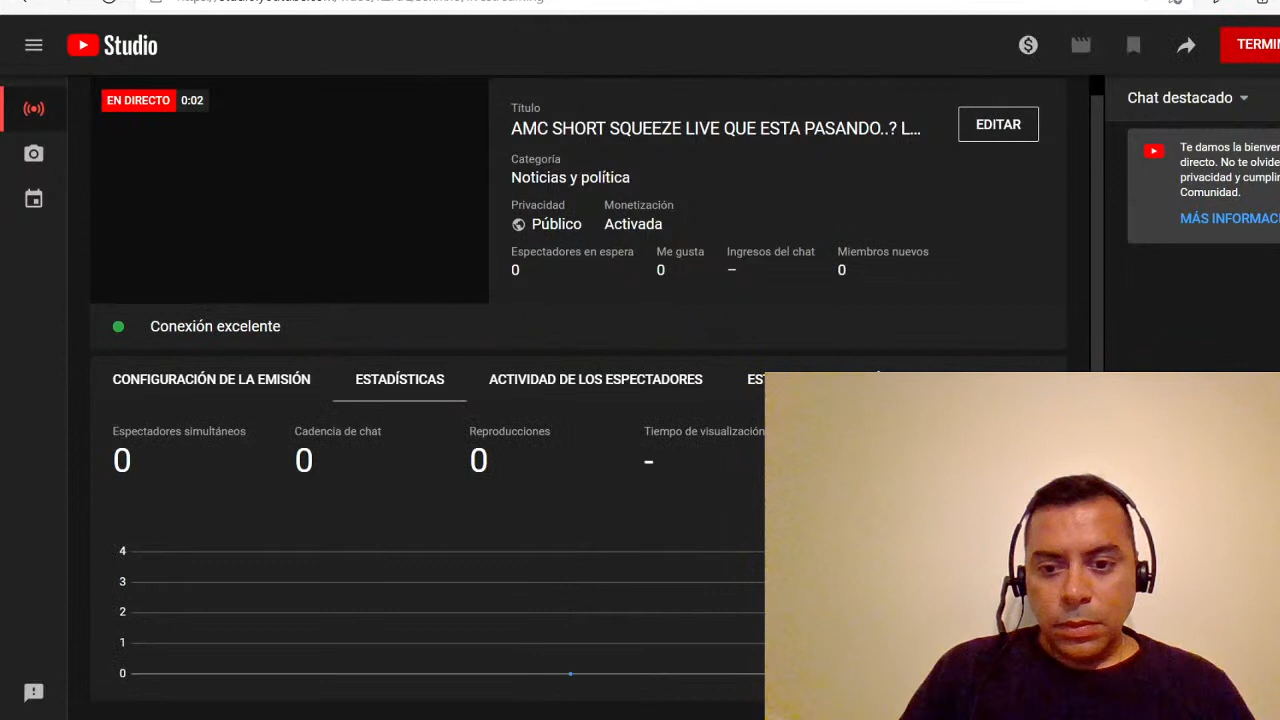 Studio
TERMIN
EN DIRECTO 0:02
Título
AMC SHORT SQUEEZE LIVE QUE ESTA PASANDO..? L...
EDITAR
Categoría
Noticias y política
Privacidad Monetización
Público Activada
Espectadores en espera Me gusta Ingresos del chat Miembros nuevos
0 0 – 0
Conexión excelente
CONFIGURACIÓN DE LA EMISIÓN ESTADÍSTICAS ACTIVIDAD DE LOS ESPECTADORES
Espectadores simultáneos Cadencia de chat Reproducciones Tiempo de visualización
0 0 0 -
4
3
2
1
0
Chat destacado
Te damos la bienven
directo. No te olvide
privacidad y cumplir
Comunidad.
MÁS INFORMAC